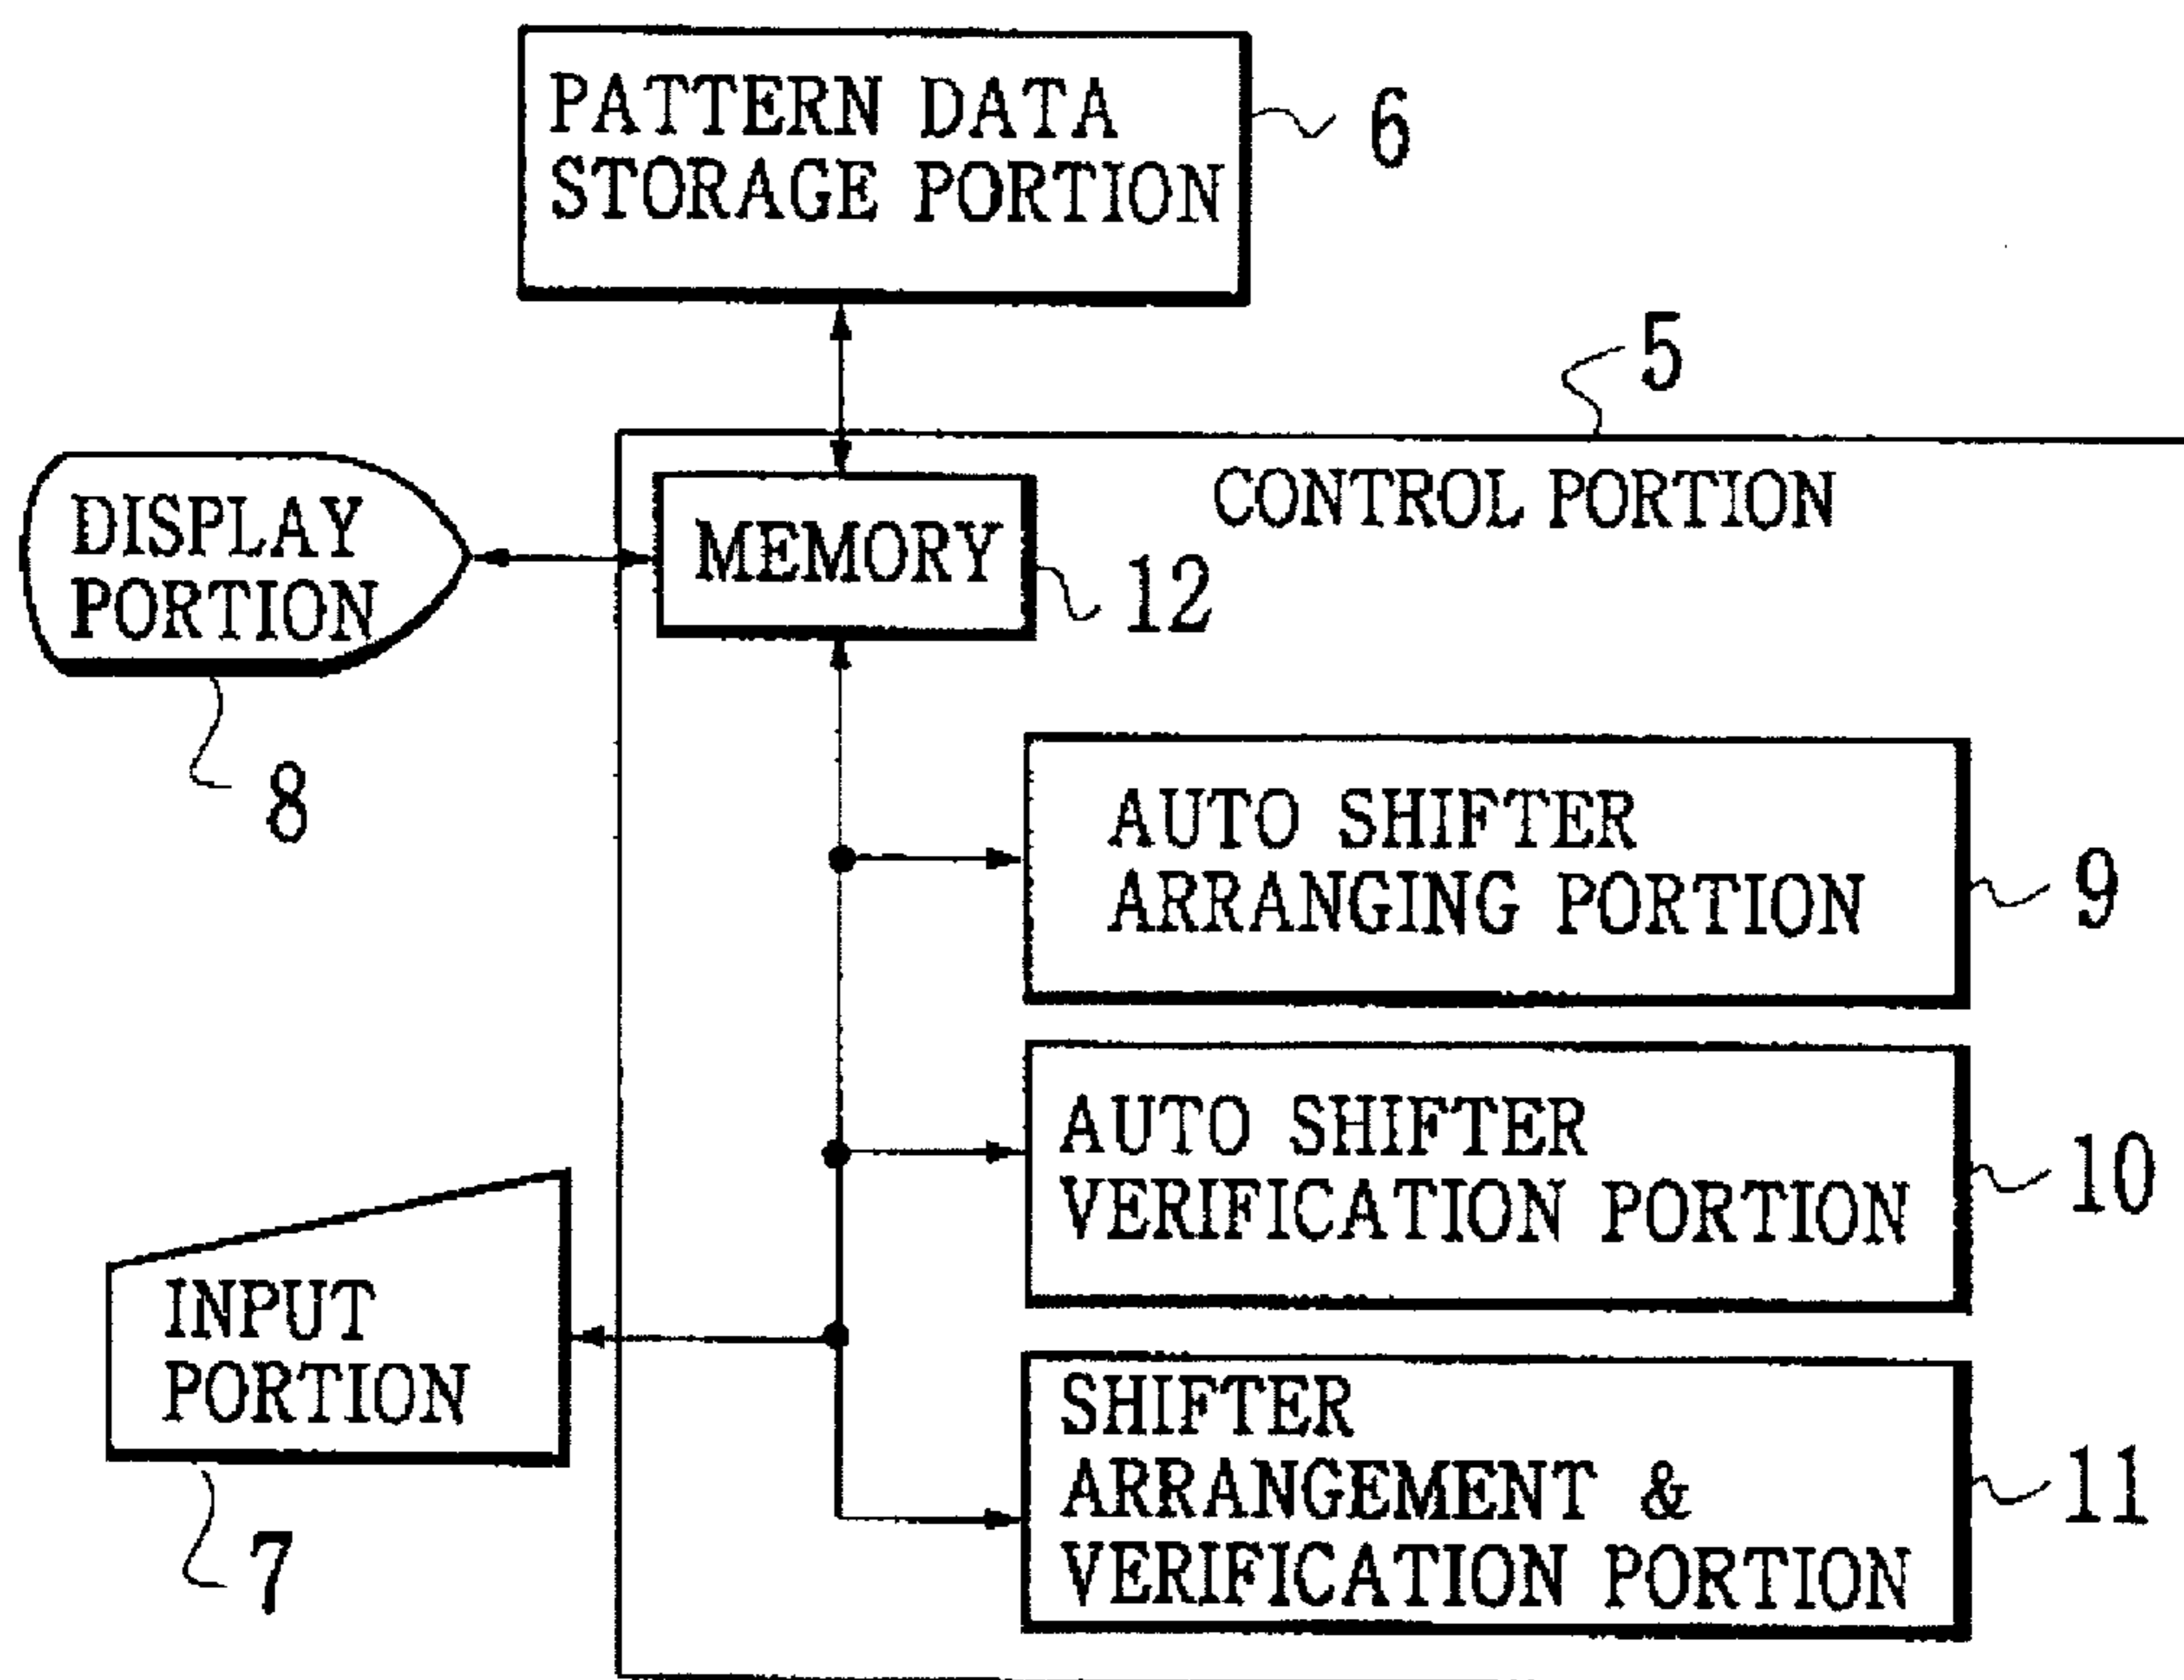 PATTERN DATA
STORAGE PORTION
6
5
CONTROL PORTION
DISPLAY
PORTION
8
MEMORY
12
AUTO SHIFTER
ARRANGING PORTION
9
AUTO SHIFTER
VERIFICATION PORTION
10
INPUT
PORTION
7
SHIFTER
ARRANGEMENT &
VERIFICATION PORTION
11